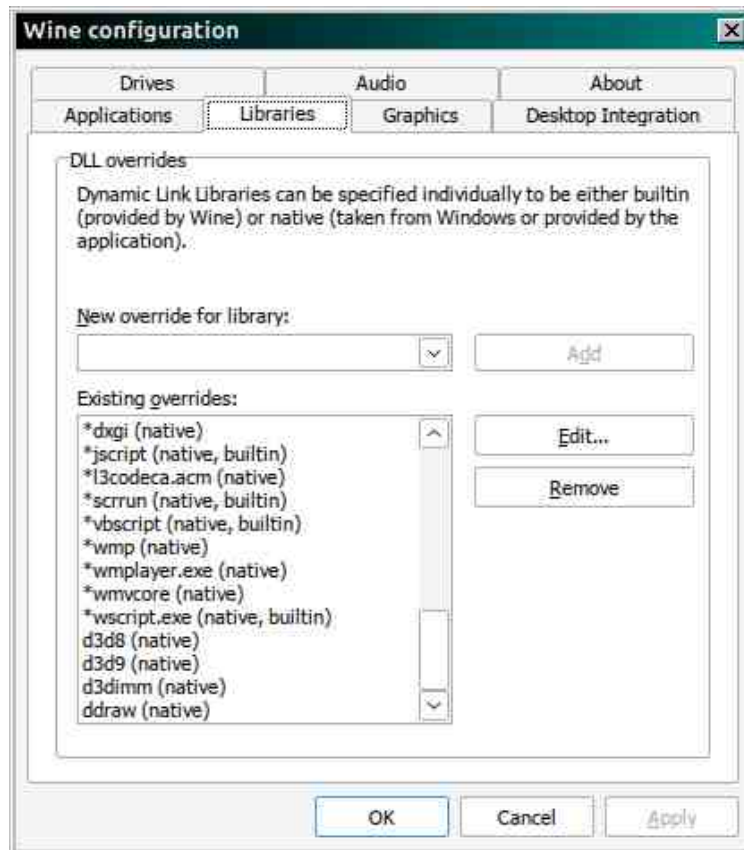 Wine configuration
Drives
Audio
About
Applications
Libraries
Graphics
Desktop Integration
DLL overrides
Dynamic Link Libraries can be specified individually to be either builtin
(provided by Wine) or native (taken from Windows or provided by the
application).
New override for library:
Add
Existing overrides:
*dxgi (native)
*jscript (native, builtin)
*l3codeca.acm (native)
*scrrun (native, builtin)
*vbscript (native, builtin)
*wmp (native)
*wmplayer.exe (native)
*wmvcore (native)
*wscript.exe (native, builtin)
d3d8 (native)
d3d9 (native)
d3dimm (native)
ddraw (native)
Edit...
Remove
OK
Cancel
Apply